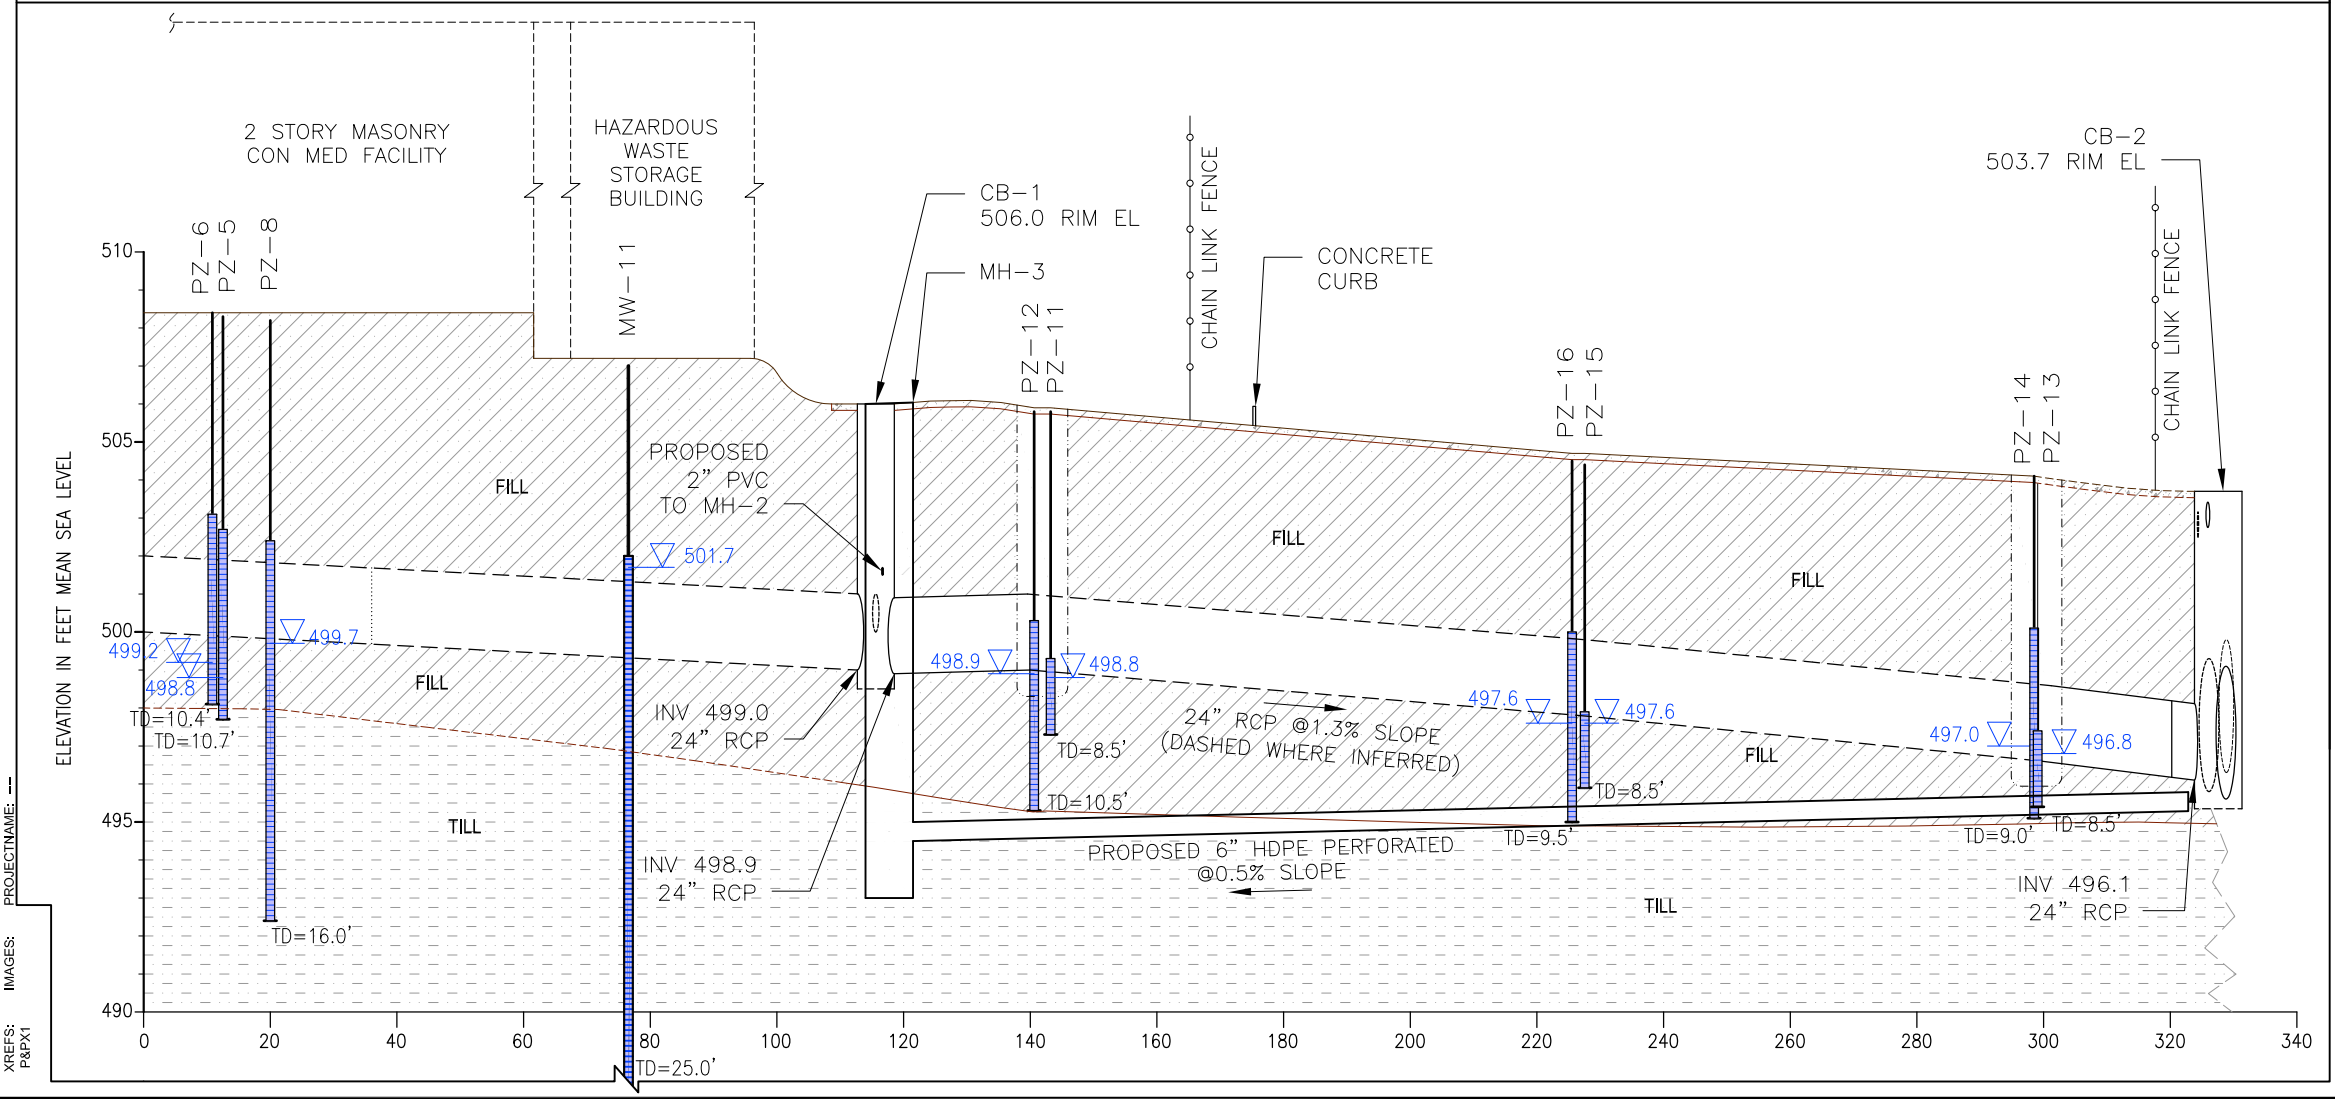 2 STORY MASONRY
CON MED FACILITY
HAZARDOUS
WASTE
STORAGE
BUILDING
CB-1
506.0 RIM EL
MH-3
CHAIN LINK FENCE
CONCRETE
CURB
CB-2
503.7 RIM EL
CHAIN LINK FENCE
PZ-6
PZ-5
PZ-8
MW-11
PZ-12
PZ-11
PZ-16
PZ-15
PZ-14
PZ-13
ELEVATION IN FEET MEAN SEA LEVEL
510
505
500
495
490
FILL
PROPOSED
2" PVC
TO MH-2
501.7
499.2
498.8
499.7
FILL
TD=10.4'
TD=10.7'
INV 499.0
24" RCP
498.9
498.8
FILL
FILL
24" RCP @1.3% SLOPE
(DASHED WHERE INFERRED)
497.6
497.6
FILL
497.0
496.8
TD=8.5'
TD=10.5'
TD=8.5'
TD=9.5'
TD=9.0'
TD=8.5'
TILL
INV 498.9
24" RCP
PROPOSED 6" HDPE PERFORATED
@0.5% SLOPE
TILL
INV 496.1
24" RCP
TD=16.0'
TD=25.0'
0 20 40 60 80 100 120 140 160 180 200 220 240 260 280 300 320 340
PROJECTNAME: --
IMAGES:
XREFS:
P&PX1